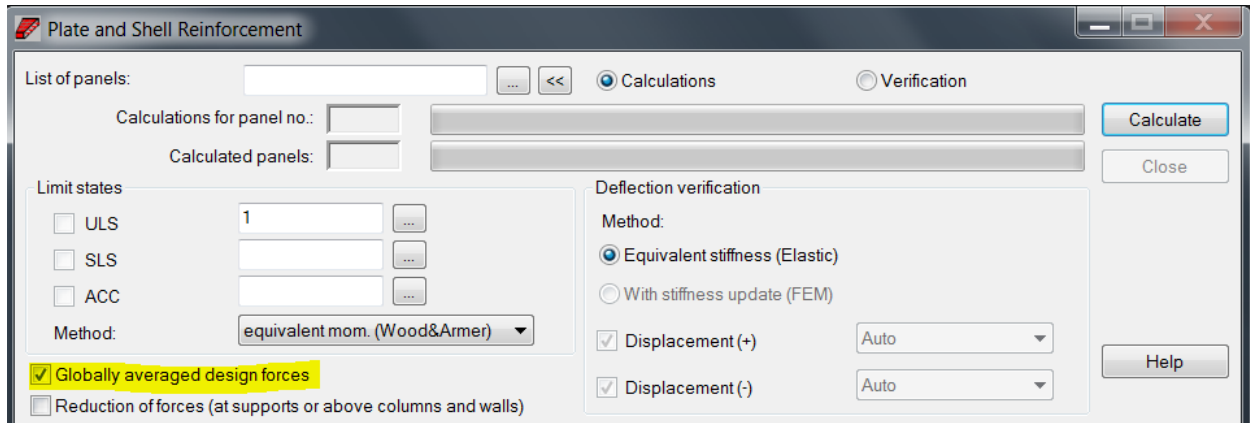 Plate and Shell Reinforcement
List of panels:
...
<<
Calculations
Verification
Calculations for panel no.:
Calculate
Calculated panels:
Close
Limit states
ULS
1
...
SLS
...
ACC
...
Method:
equivalent mom. (Wood&Armer)
Globally averaged design forces
Reduction of forces (at supports or above columns and walls)
Deflection verification
Method:
Equivalent stiffness (Elastic)
With stiffness update (FEM)
Displacement (+)
Auto
Displacement (-)
Auto
Help